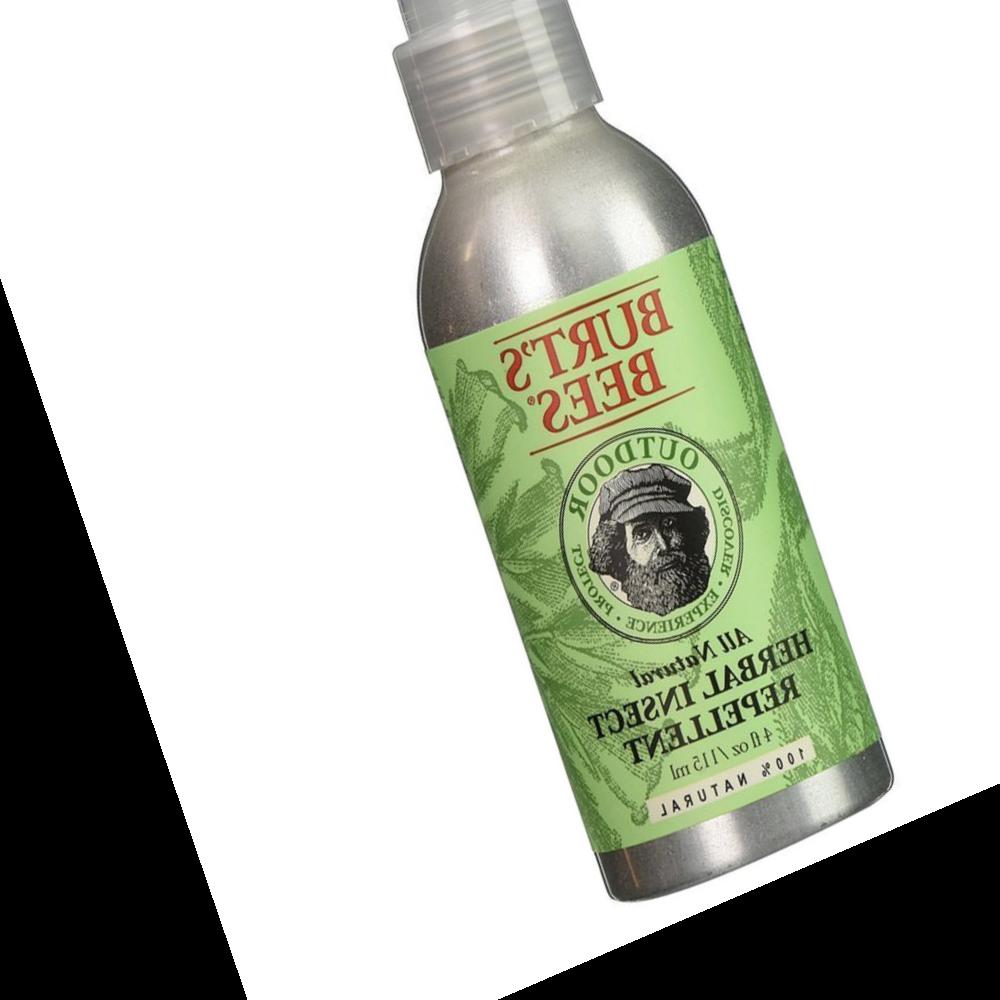 BURT'S
BEES®
OUTDOOR
DISCOVER • EXPERIENCE • PROTECT
®
All Natural
HERBAL INSECT
REPELLENT
4 fl oz / 115 ml
100% NATURAL